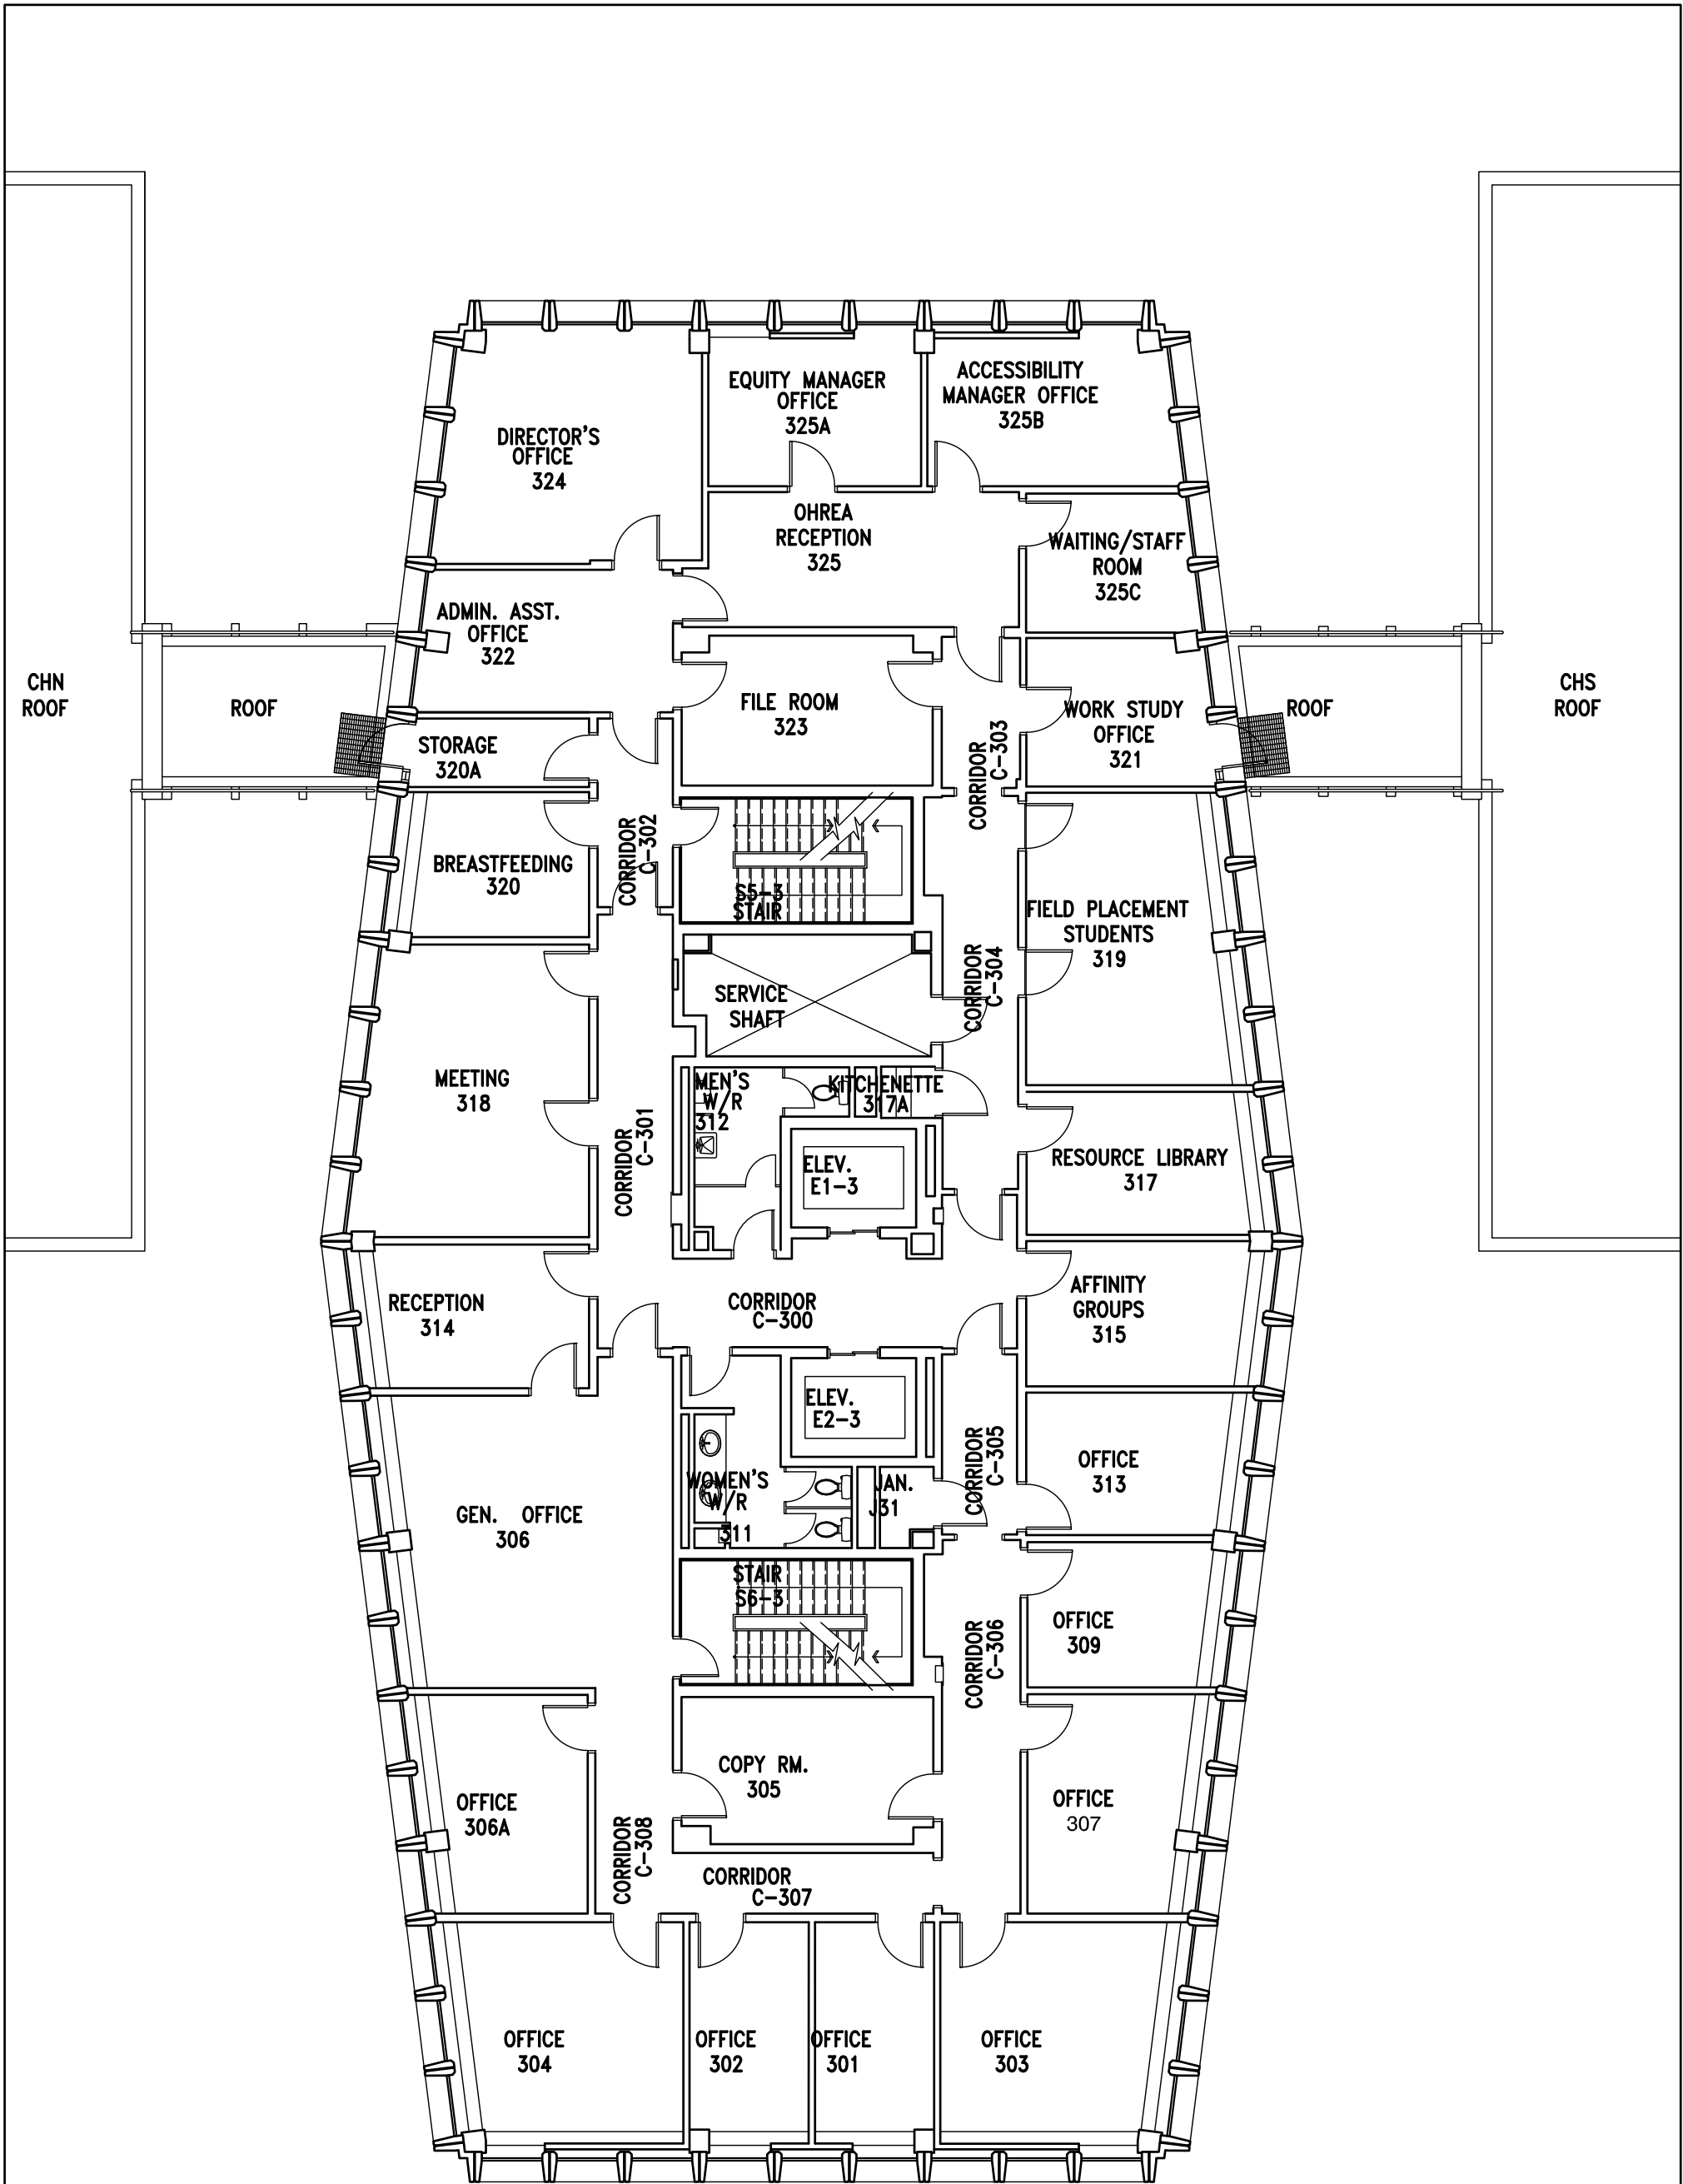 EQUITY MANAGER
OFFICE
325A
ACCESSIBILITY
MANAGER OFFICE
325B
DIRECTOR'S
OFFICE
324
OHREA
RECEPTION
325
WAITING/STAFF
ROOM
325C
ADMIN. ASST.
OFFICE
322
CHN
ROOF
ROOF
FILE ROOM
323
WORK STUDY
OFFICE
321
ROOF
CHS
ROOF
STORAGE
320A
CORRIDOR
C-303
BREASTFEEDING
320
CORRIDOR
C-302
S5-3
STAIR
FIELD PLACEMENT
STUDENTS
319
SERVICE
SHAFT
CORRIDOR
C-304
MEETING
318
MEN'S
W/R
312
KITCHENETTE
317A
CORRIDOR
C-301
ELEV.
E1-3
RESOURCE LIBRARY
317
RECEPTION
314
CORRIDOR
C-300
AFFINITY
GROUPS
315
ELEV.
E2-3
GEN. OFFICE
306
WOMEN'S
W/R
311
JAN.
J31
CORRIDOR
C-305
OFFICE
313
STAIR
S6-3
CORRIDOR
C-306
OFFICE
309
COPY RM.
305
OFFICE
306A
OFFICE
307
CORRIDOR
C-308
CORRIDOR
C-307
OFFICE
304
OFFICE
302
OFFICE
301
OFFICE
303